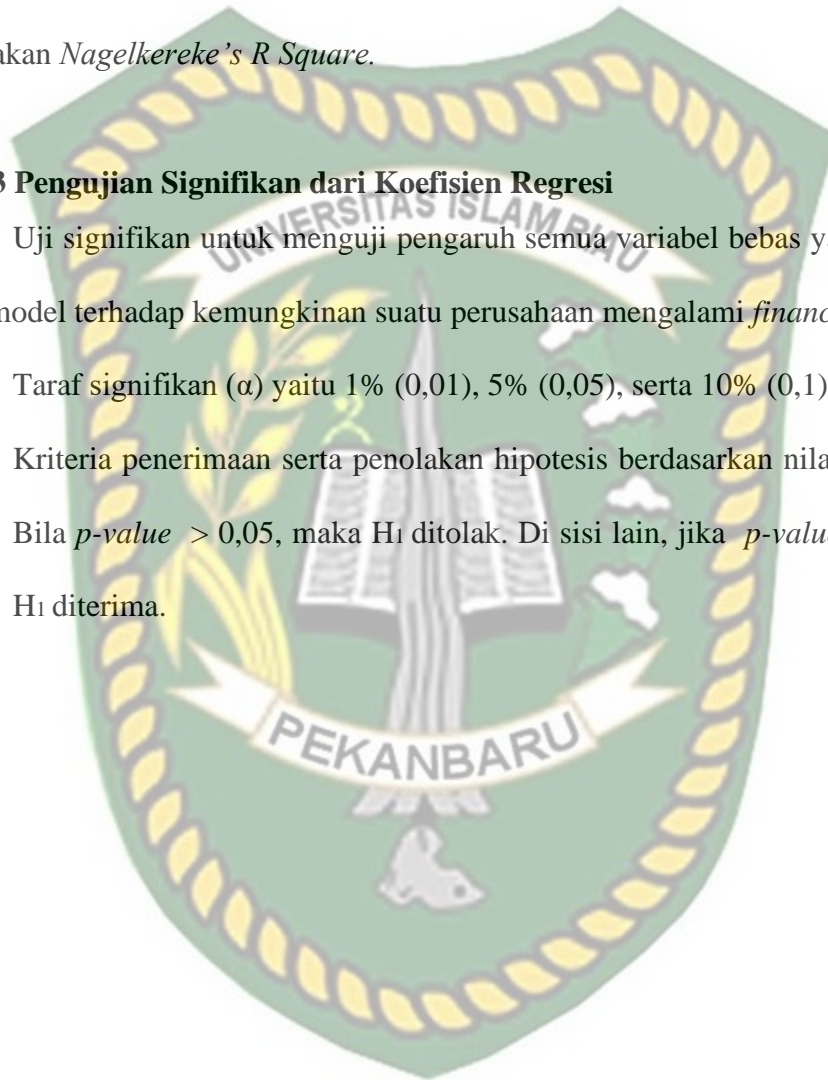 akan Nagelkereke’s R Square.
3 Pengujian Signifikan dari Koefisien Regresi
UNIVERSITAS ISLAM RIAU
Uji signifikan untuk menguji pengaruh semua variabel bebas ya
model terhadap kemungkinan suatu perusahaan mengalami financ
Taraf signifikan (α) yaitu 1% (0,01), 5% (0,05), serta 10% (0,1)
Kriteria penerimaan serta penolakan hipotesis berdasarkan nila
Bila p-value > 0,05, maka H1 ditolak. Di sisi lain, jika p-value
H1 diterima.
PEKANBARU